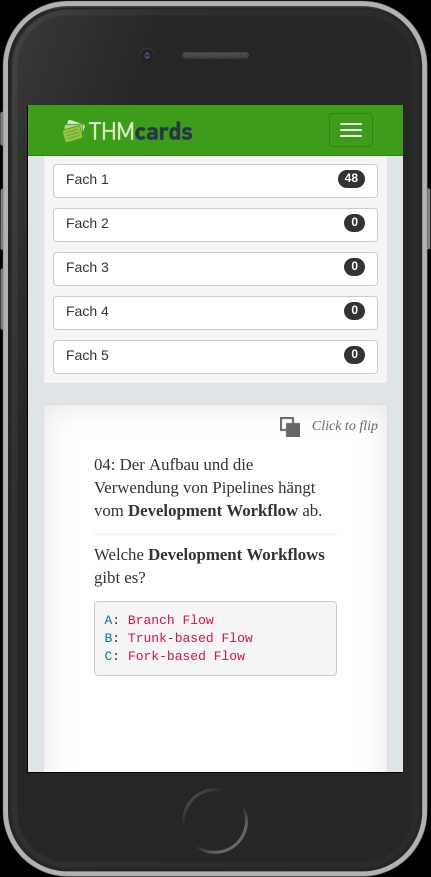 THMcards
Fach 1 48
Fach 2 0
Fach 3 0
Fach 4 0
Fach 5 0
Click to flip
04: Der Aufbau und die
Verwendung von Pipelines hängt
vom Development Workflow ab.
Welche Development Workflows
gibt es?
A: Branch Flow
B: Trunk-based Flow
C: Fork-based Flow